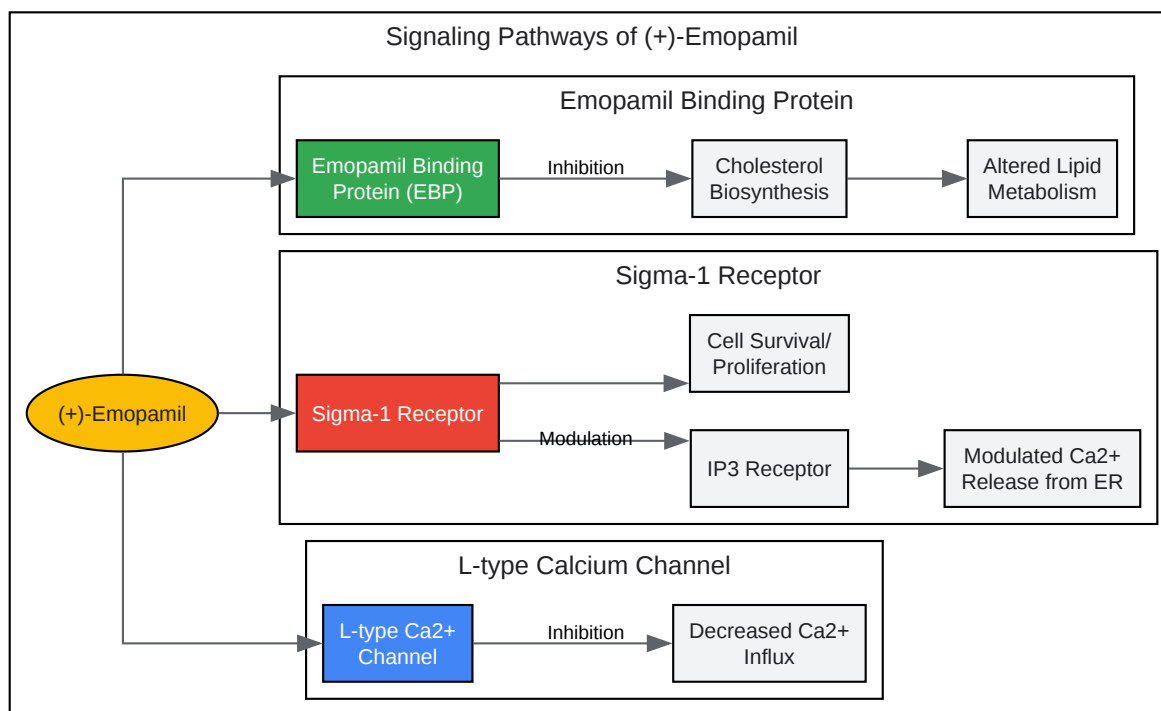 Signaling Pathways of (+)-Emopamil
Emopamil Binding Protein
Emopamil Binding
Protein (EBP)
Inhibition
Cholesterol
Biosynthesis
Altered Lipid
Metabolism
Sigma-1 Receptor
Cell Survival/
Proliferation
(+)-Emopamil
Sigma-1 Receptor
Modulation
IP3 Receptor
Modulated Ca2+
Release from ER
L-type Calcium Channel
L-type Ca2+
Channel
Inhibition
Decreased Ca2+
Influx